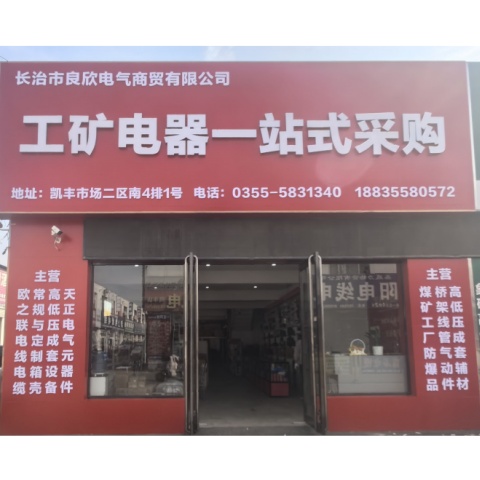 长治市良欣电气商贸有限公司
工矿电器一站式采购
地址：凯丰市场二区南4排1号 电话：0355-5831340 18835580572
主营
欧之联电线电缆
常规与定制箱壳
高低压成套设备
天正电气元器件
主营
煤矿工厂防爆品
桥架线管气动件
高低压成套辅材
阳电线电